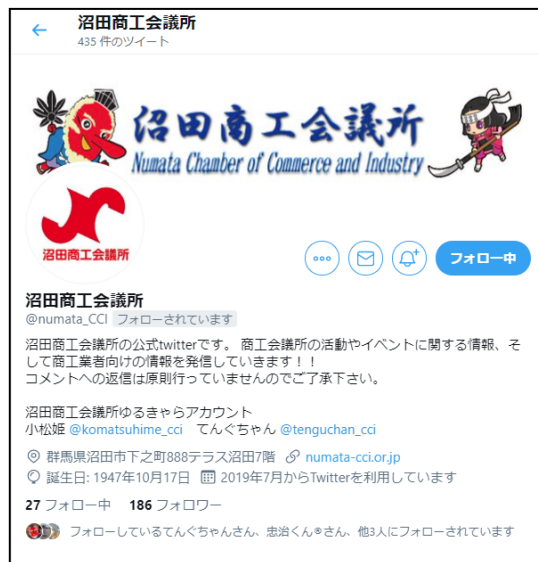 沼田商工会議所
435 件のツイート
沼田商工会議所
Numata Chamber of Commerce and Industry
沼田商工会議所
フォロー中
沼田商工会議所
@numata_CCI フォローされています
沼田商工会議所の公式twitterです。 商工会議所の活動やイベントに関する情報、そ
して商工業者向けの情報を発信していきます！！
コメントへの返信は原則行っていませんのでご了承下さい。
沼田商工会議所ゆるきゃらアカウント
小松姫 @komatsuhime_cci　てんぐちゃん @tenguchan_cci
群馬県沼田市下之町888テラス沼田7階 numata-cci.or.jp
誕生日: 1947年10月17日 2019年7月からTwitterを利用しています
27 フォロー中 186 フォロワー
フォローしているてんぐちゃんさん、忠治くん®さん、他3人にフォローされています